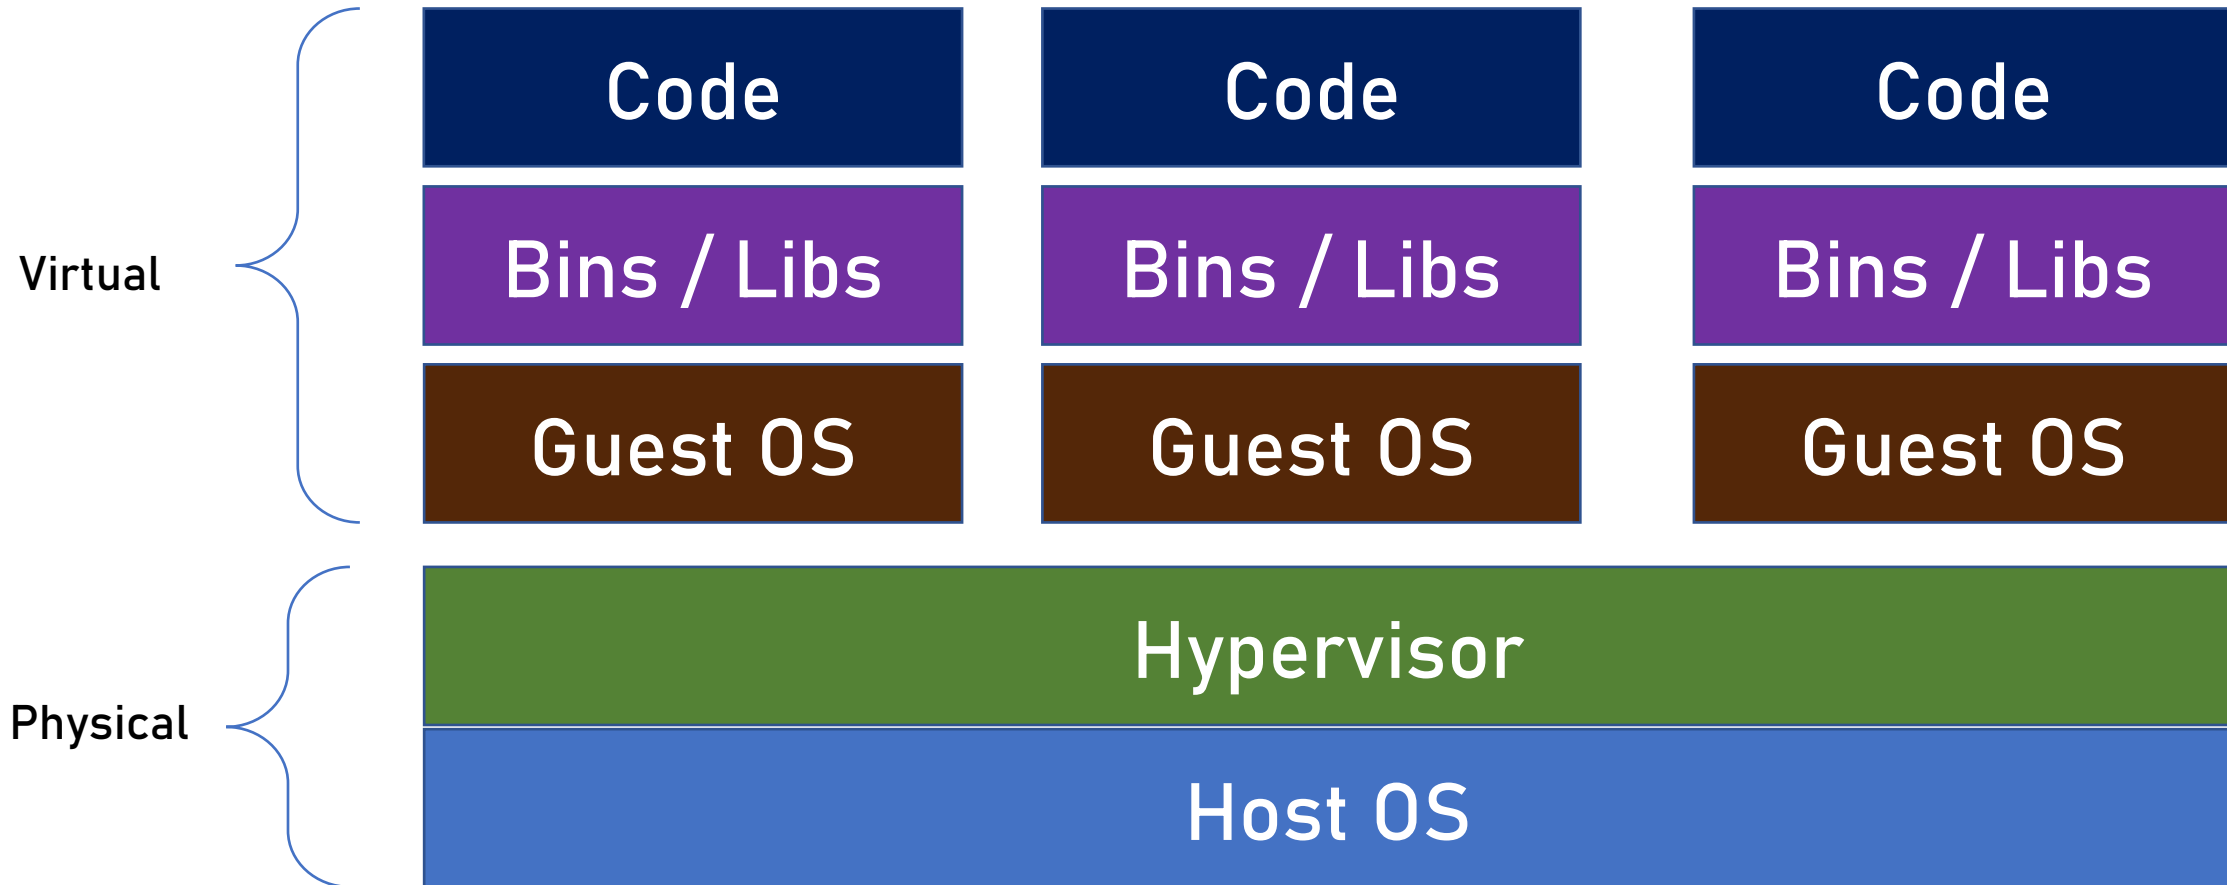 Code Code Code
Virtual Bins / Libs Bins / Libs Bins / Libs
Guest OS Guest OS Guest OS
Physical Hypervisor
Host OS